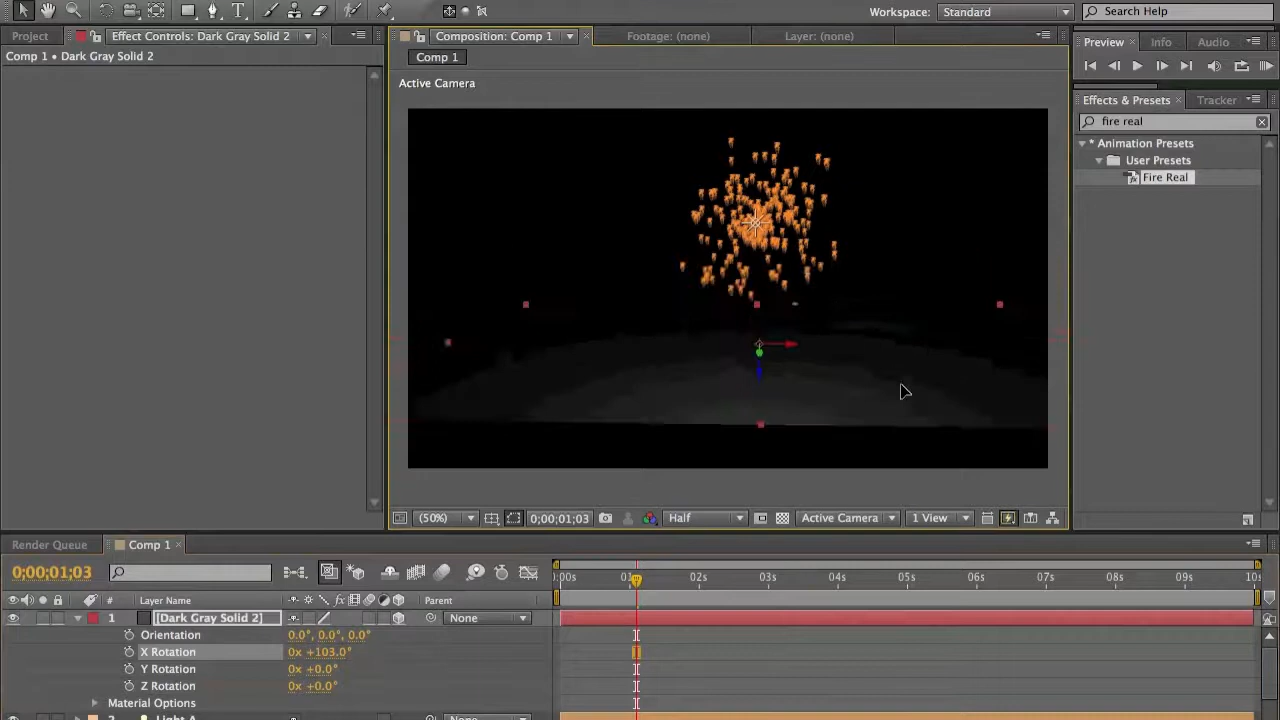 Workspace: Standard
Search Help
Project
Effect Controls: Dark Gray Solid 2
Composition: Comp 1
Footage: (none)
Layer: (none)
Preview
Info
Audio
Comp 1 • Dark Gray Solid 2
Comp 1
Active Camera
Effects & Presets
Tracker
fire real
* Animation Presets
User Presets
Fire Real
(50%)
0;00;01;03
Half
Active Camera
1 View
Render Queue
Comp 1
0;00;01;03
:00s
01
02s
03s
04s
05s
06s
07s
08s
09s
10s
#
Layer Name
Parent
1
[Dark Gray Solid 2]
None
Orientation
0.0°, 0.0°, 0.0°
X Rotation
0x +103.0°
Y Rotation
0x +0.0°
Z Rotation
0x +0.0°
Material Options
2
Light A
None